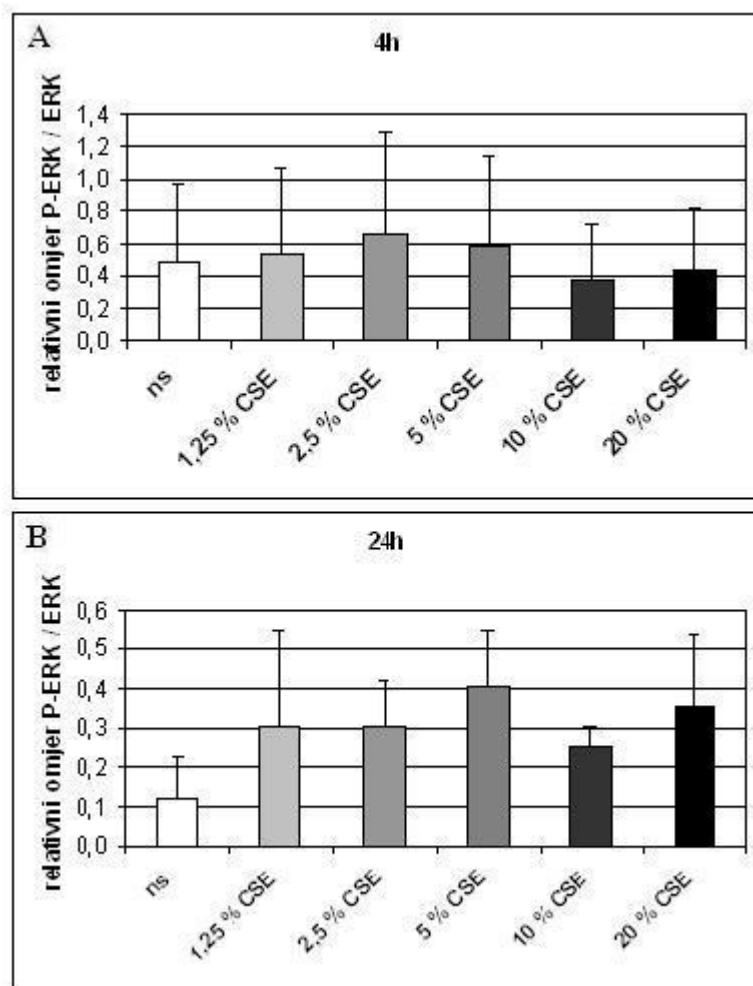 A
4h
relativni omjer P-ERK / ERK
1,4
1,2
1,0
0,8
0,6
0,4
0,2
0,0
ns
1,25 % CSE
2,5 % CSE
5 % CSE
10 % CSE
20 % CSE
B
24h
relativni omjer P-ERK / ERK
0,6
0,5
0,4
0,3
0,2
0,1
0,0
ns
1,25 % CSE
2,5 % CSE
5 % CSE
10 % CSE
20 % CSE